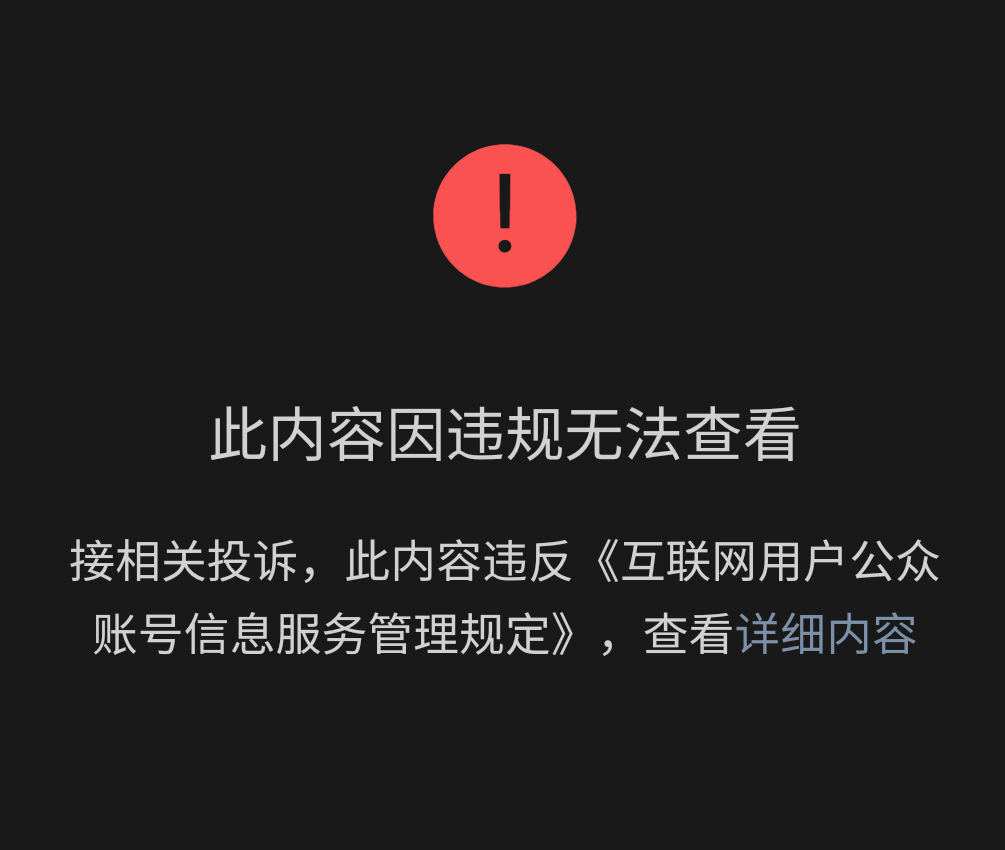 此内容因违规无法查看
接相关投诉，此内容违反《互联网用户公众
账号信息服务管理规定》，查看详细内容